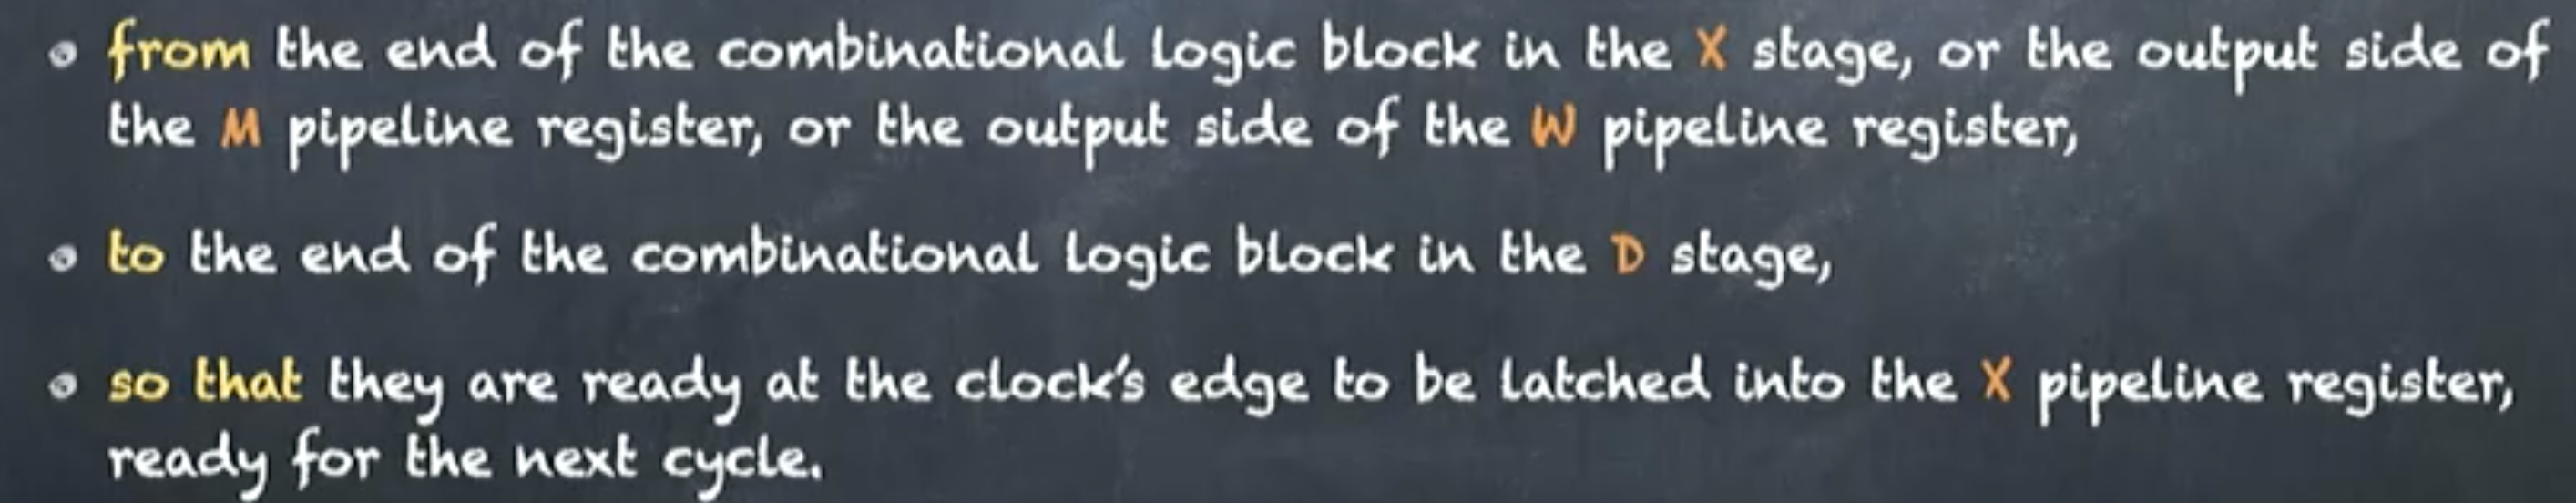 • from the end of the combinational logic block in the X stage, or the output side of
the M pipeline register, or the output side of the W pipeline register,
• to the end of the combinational logic block in the D stage,
• so that they are ready at the clock's edge to be latched into the X pipeline register,
ready for the next cycle.